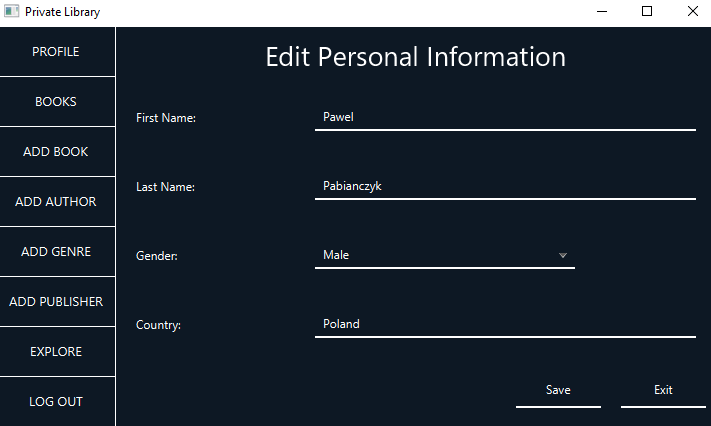 Private Library
PROFILE
BOOKS
ADD BOOK
ADD AUTHOR
ADD GENRE
ADD PUBLISHER
EXPLORE
LOG OUT
Edit Personal Information
First Name: Pawel
Last Name: Pabianczyk
Gender: Male
Country: Poland
Save Exit